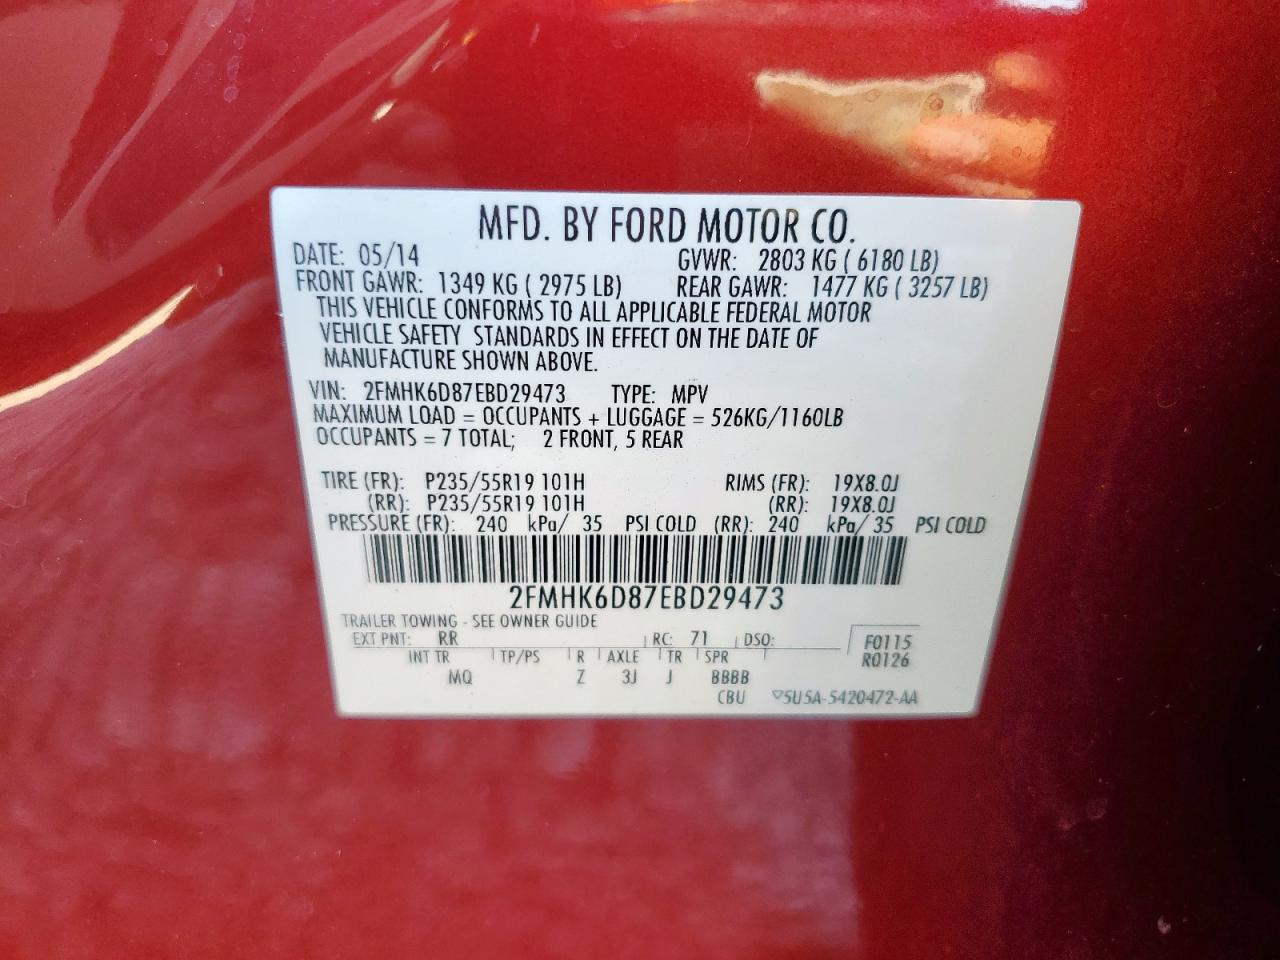 MFD. BY FORD MOTOR CO.
DATE: 05/14 GVWR: 2803 KG ( 6180 LB)
FRONT GAWR: 1349 KG ( 2975 LB) REAR GAWR: 1477 KG ( 3257 LB)
THIS VEHICLE CONFORMS TO ALL APPLICABLE FEDERAL MOTOR
VEHICLE SAFETY STANDARDS IN EFFECT ON THE DATE OF
MANUFACTURE SHOWN ABOVE.
VIN: 2FMHK6D87EBD29473 TYPE: MPV
MAXIMUM LOAD = OCCUPANTS + LUGGAGE = 526KG/1160LB
OCCUPANTS = 7 TOTAL; 2 FRONT, 5 REAR
TIRE (FR): P235/55R19 101H RIMS (FR): 19X8.0J
(RR): P235/55R19 101H (RR): 19X8.0J
PRESSURE (FR): 240 kPa/ 35 PSI COLD (RR): 240 kPa/ 35 PSI COLD
2FMHK6D87EBD29473
TRAILER TOWING - SEE OWNER GUIDE
EXT PNT: RR RC: 71 DSO: F0115
INT TR TP/PS R AXLE TR SPR R0126
MQ Z 3J J BBBB
CBU 5U5A-5420472-AA